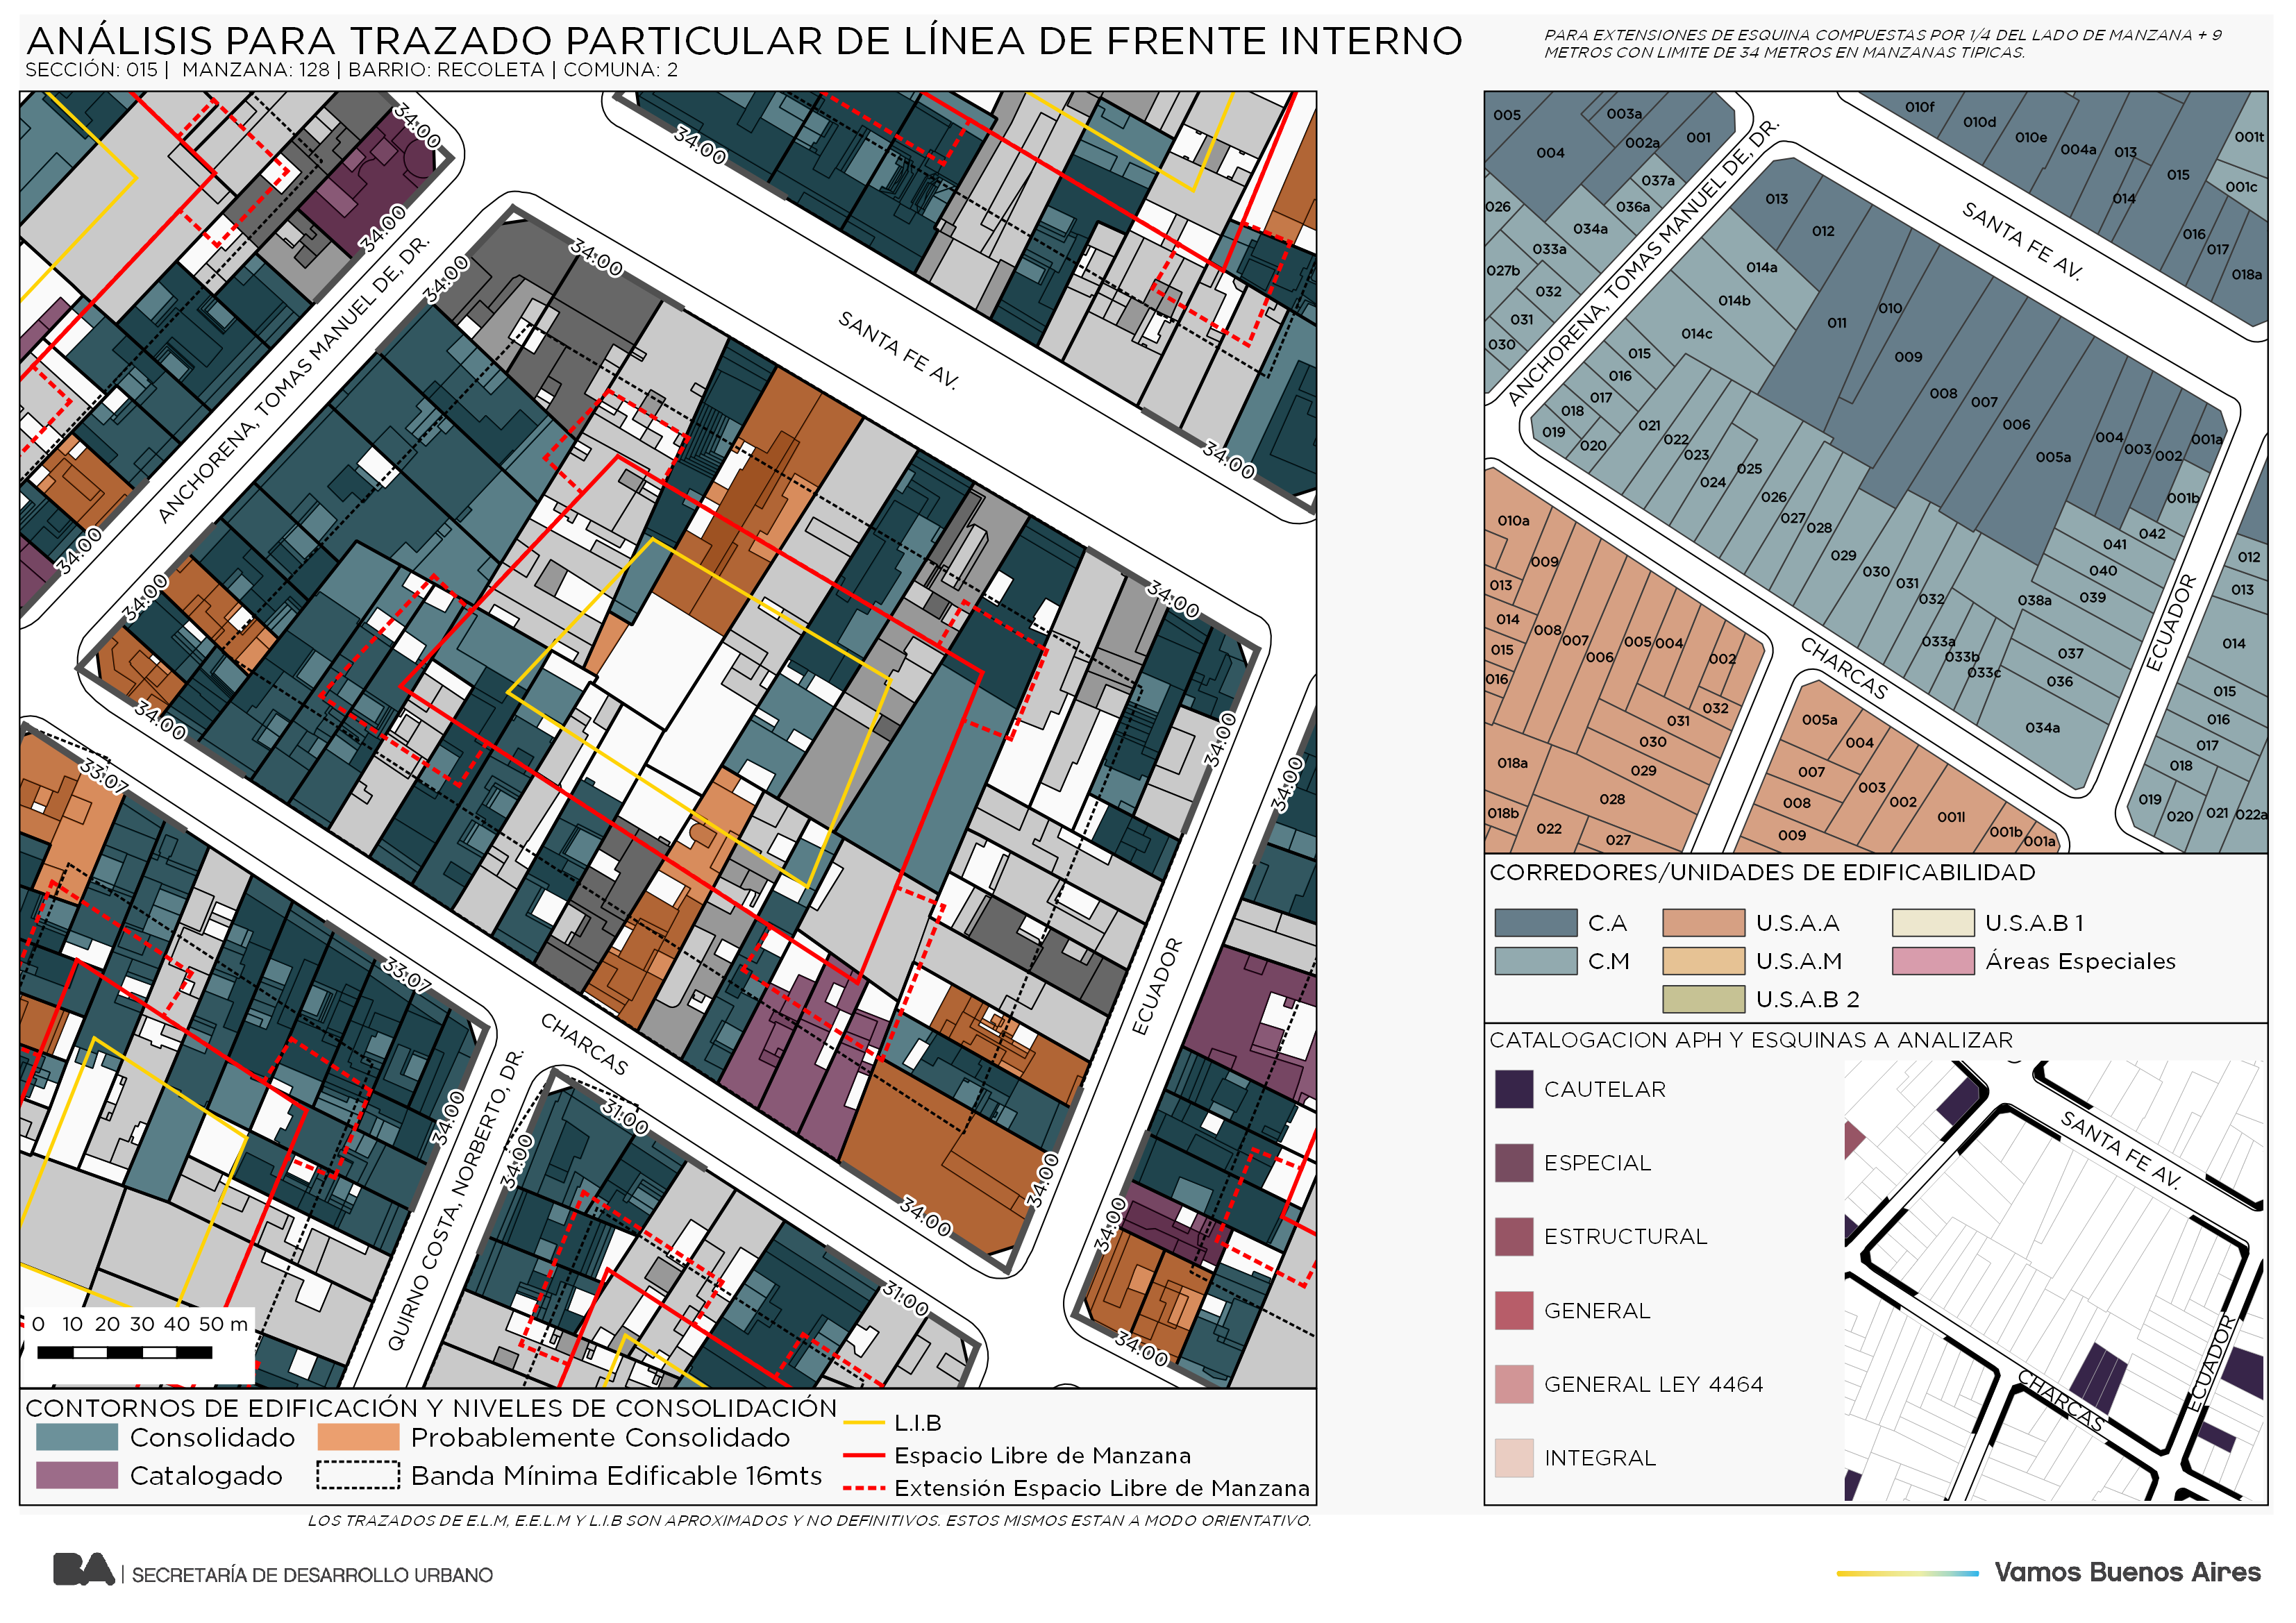 ANÁLISIS PARA TRAZADO PARTICULAR DE LÍNEA DE FRENTE INTERNO
SECCIÓN: 015 | MANZANA: 128 | BARRIO: RECOLETA | COMUNA: 2
PARA EXTENSIONES DE ESQUINA COMPUESTAS POR 1/4 DEL LADO DE MANZANA + 9
METROS CON LIMITE DE 34 METROS EN MANZANAS TIPICAS.
34.00
34.00
34.00
34.00
34.00
ANCHORENA, TOMAS MANUEL DE, DR.
SANTA FE AV.
34.00
34.00
34.00
34.00
34.00
34.00
34.00
33.07
33.07
34.00
CHARCAS
ECUADOR
QUIRNO COSTA, NORBERTO, DR.
31.00
34.00
34.00
34.00
34.00
31.00
34.00
0 10 20 30 40 50 m
CONTORNOS DE EDIFICACIÓN Y NIVELES DE CONSOLIDACIÓN
Consolidado
Probablemente Consolidado
Catalogado
Banda Mínima Edificable 16mts
L.I.B
Espacio Libre de Manzana
Extensión Espacio Libre de Manzana
LOS TRAZADOS DE E.L.M, E.E.L.M Y L.I.B SON APROXIMADOS Y NO DEFINITIVOS. ESTOS MISMOS ESTAN A MODO ORIENTATIVO.
005
003a
004
002a
001
037a
036a
026
034a
033a
027b
032
031
030
ANCHORENA, TOMAS MANUEL DE, DR.
SANTA FE AV.
010f
010d
010e
004a
013
014
015
001t
001c
016
017
018a
013
012
014a
014b
014c
011
010
009
008
007
006
005a
004
003
002
001a
001b
015
016
017
018
019
020
021
022
023
024
025
026
027
028
029
030
031
032
033a
033b
033c
034a
036
037
038a
039
040
041
042
CHARCAS
ECUADOR
012
013
014
015
016
017
018
019
020
021
022a
010a
009
013
014
015
016
008
007
006
005
004
002
032
031
030
029
028
027
022
018a
018b
005a
004
007
008
009
003
002
001l
001b
001a
CORREDORES/UNIDADES DE EDIFICABILIDAD
C.A
U.S.A.A
U.S.A.B 1
C.M
U.S.A.M
Áreas Especiales
U.S.A.B 2
CATALOGACION APH Y ESQUINAS A ANALIZAR
CAUTELAR
ESPECIAL
ESTRUCTURAL
GENERAL
GENERAL LEY 4464
INTEGRAL
SANTA FE AV.
CHARCAS
ECUADOR
BA | SECRETARÍA DE DESARROLLO URBANO
Vamos Buenos Aires